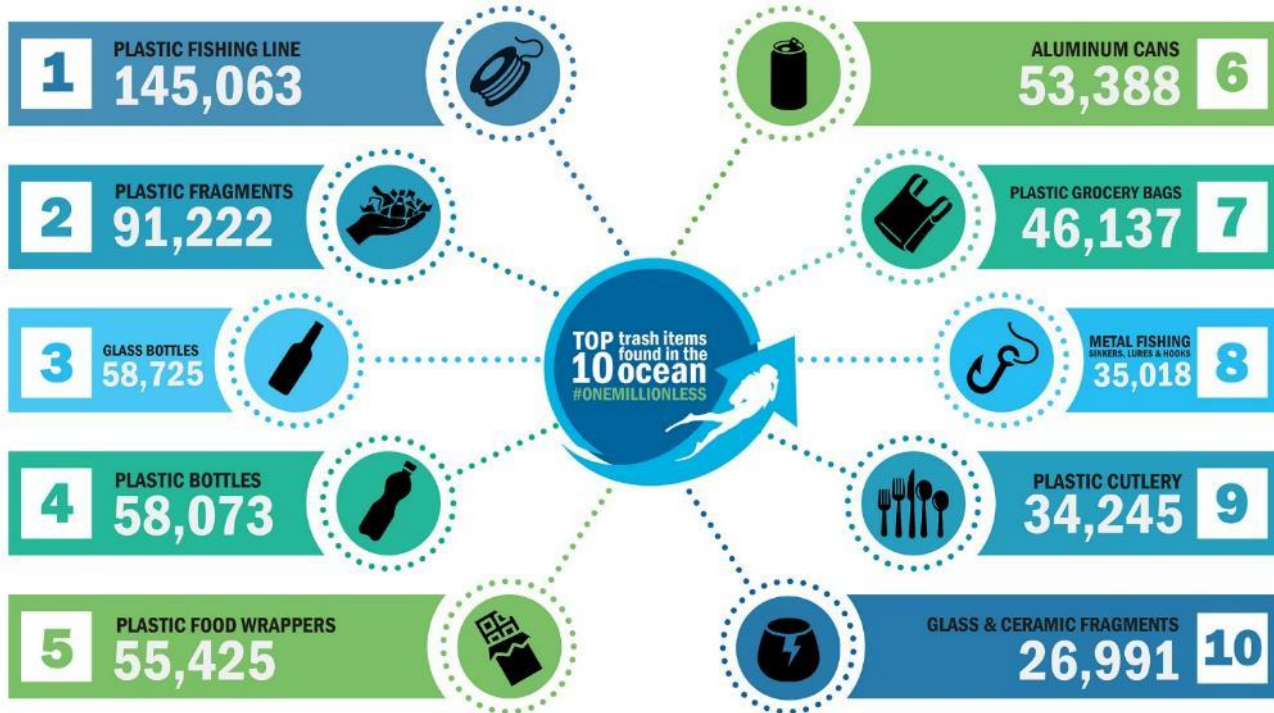 1
PLASTIC FISHING LINE
145,063
2
PLASTIC FRAGMENTS
91,222
3
GLASS BOTTLES
58,725
4
PLASTIC BOTTLES
58,073
5
PLASTIC FOOD WRAPPERS
55,425
TOP 10 trash items
found in the
ocean
#ONEMILLIONLESS
ALUMINUM CANS
53,388
6
PLASTIC GROCERY BAGS
46,137
7
METAL FISHING
SINKERS, LURES & HOOKS
35,018
8
PLASTIC CUTLERY
34,245
9
GLASS & CERAMIC FRAGMENTS
26,991
10